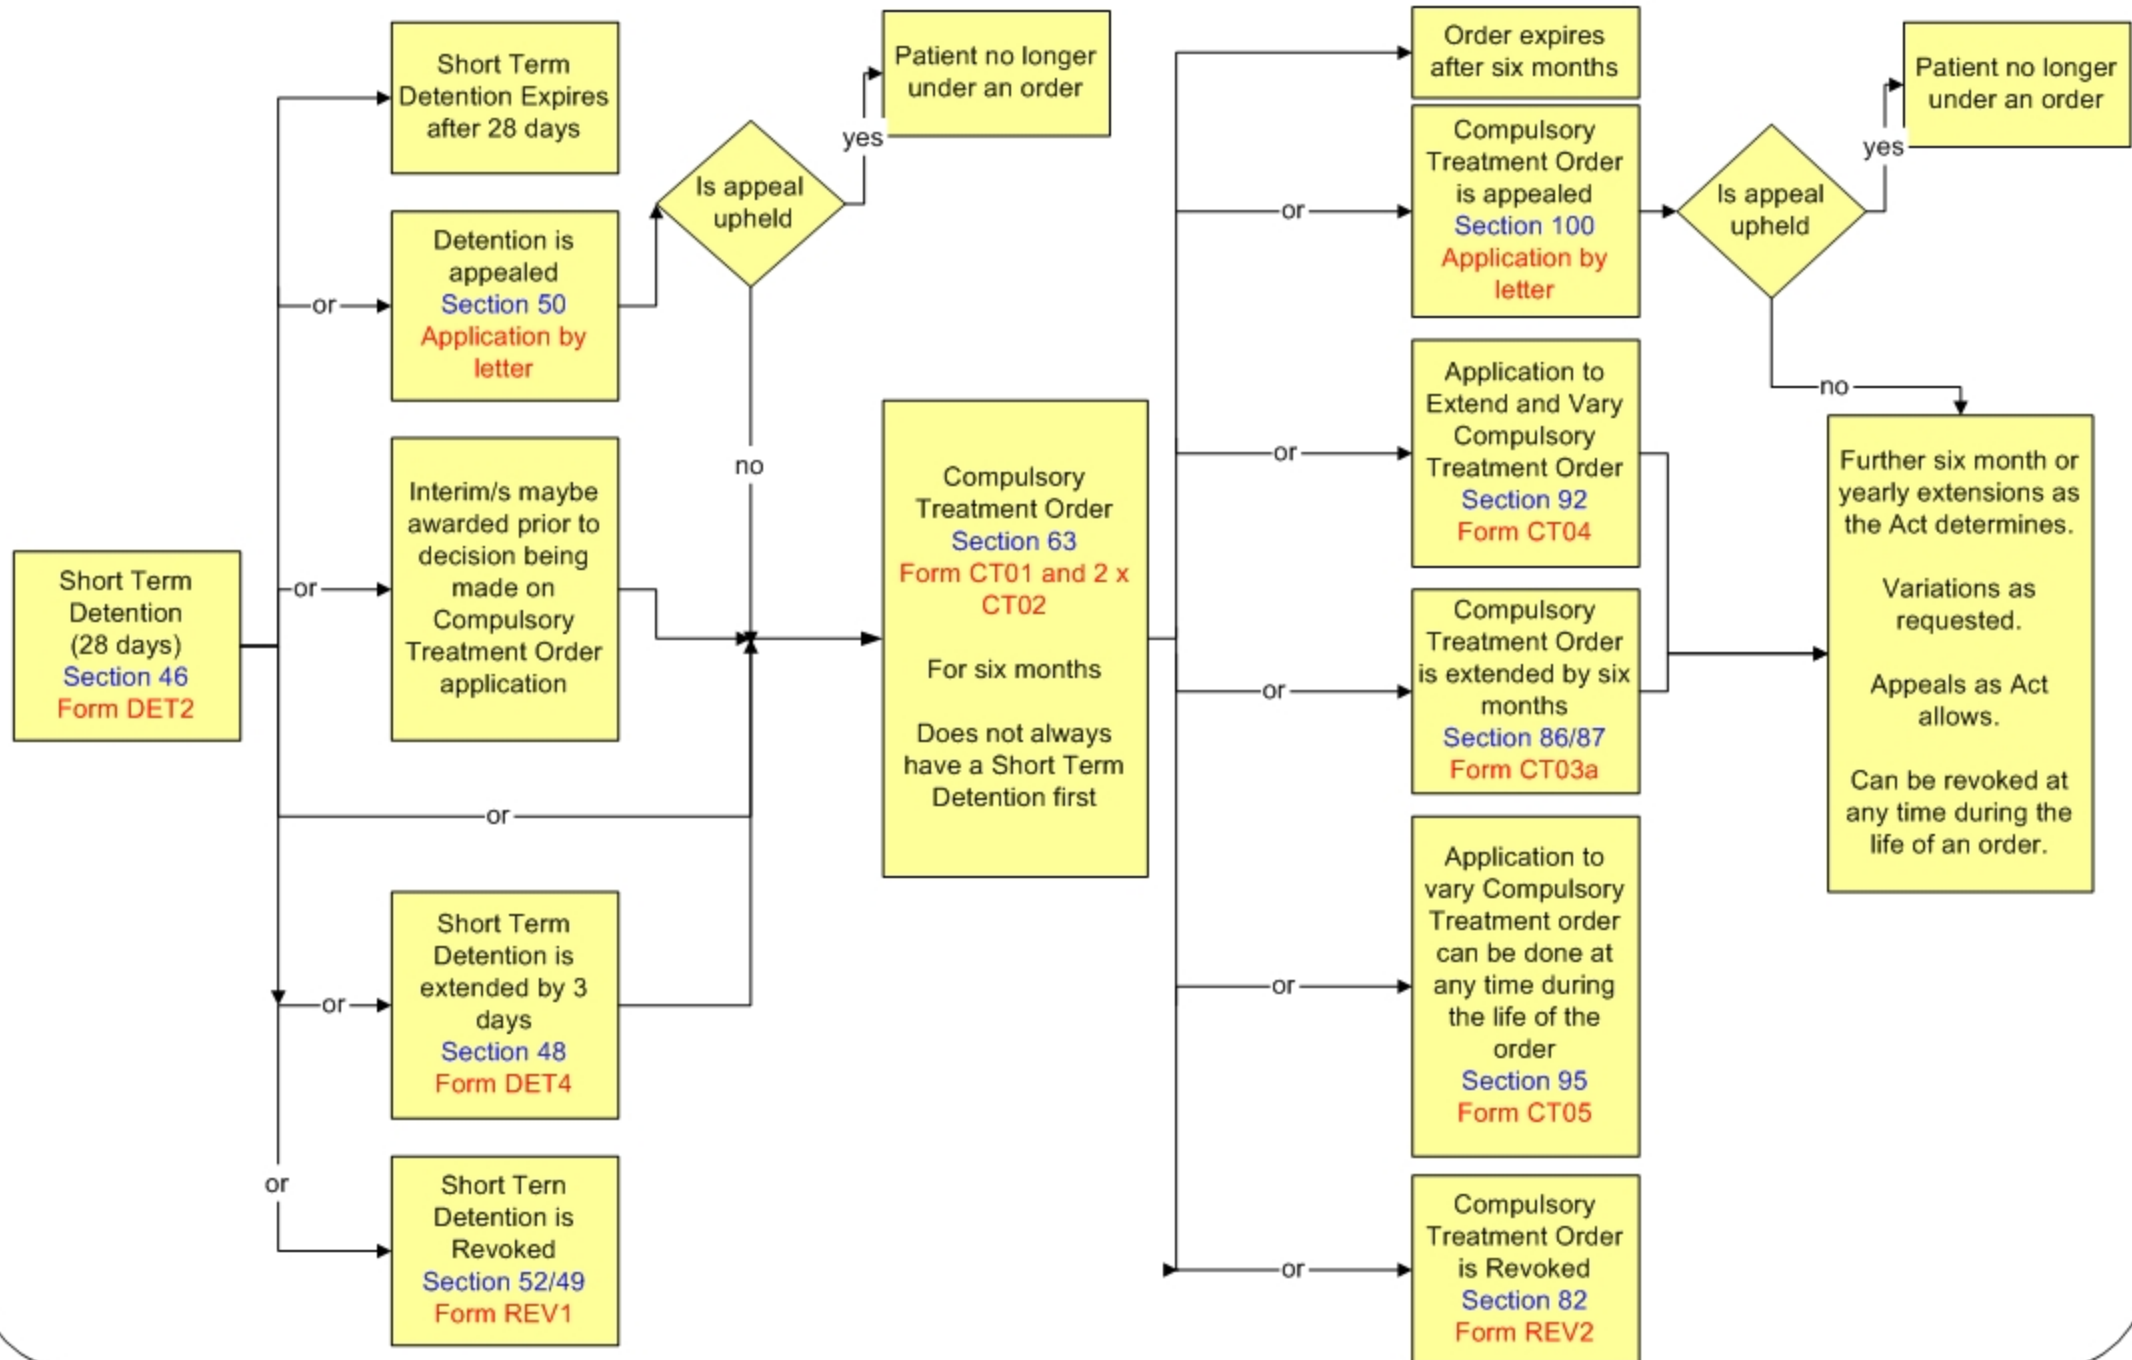 Short Term
Detention
(28 days)
Section 46
Form DET2
Short Term
Detention Expires
after 28 days
or
Detention is
appealed
Section 50
Application by
letter
Is appeal
upheld
yes
Patient no longer
under an order
no
or
Interim/s maybe
awarded prior to
decision being
made on
Compulsory
Treatment Order
application
or
or
Short Term
Detention is
extended by 3
days
Section 48
Form DET4
or
Short Tern
Detention is
Revoked
Section 52/49
Form REV1
Compulsory
Treatment Order
Section 63
Form CT01 and 2 x
CT02
For six months
Does not always
have a Short Term
Detention first
Order expires
after six months
or
Compulsory
Treatment Order
is appealed
Section 100
Application by
letter
Is appeal
upheld
yes
Patient no longer
under an order
no
or
Application to
Extend and Vary
Compulsory
Treatment Order
Section 92
Form CT04
or
Compulsory
Treatment Order
is extended by six
months
Section 86/87
Form CT03a
or
Application to
vary Compulsory
Treatment order
can be done at
any time during
the life of the
order
Section 95
Form CT05
or
Compulsory
Treatment Order
is Revoked
Section 82
Form REV2
Further six month or
yearly extensions as
the Act determines.
Variations as
requested.
Appeals as Act
allows.
Can be revoked at
any time during the
life of an order.